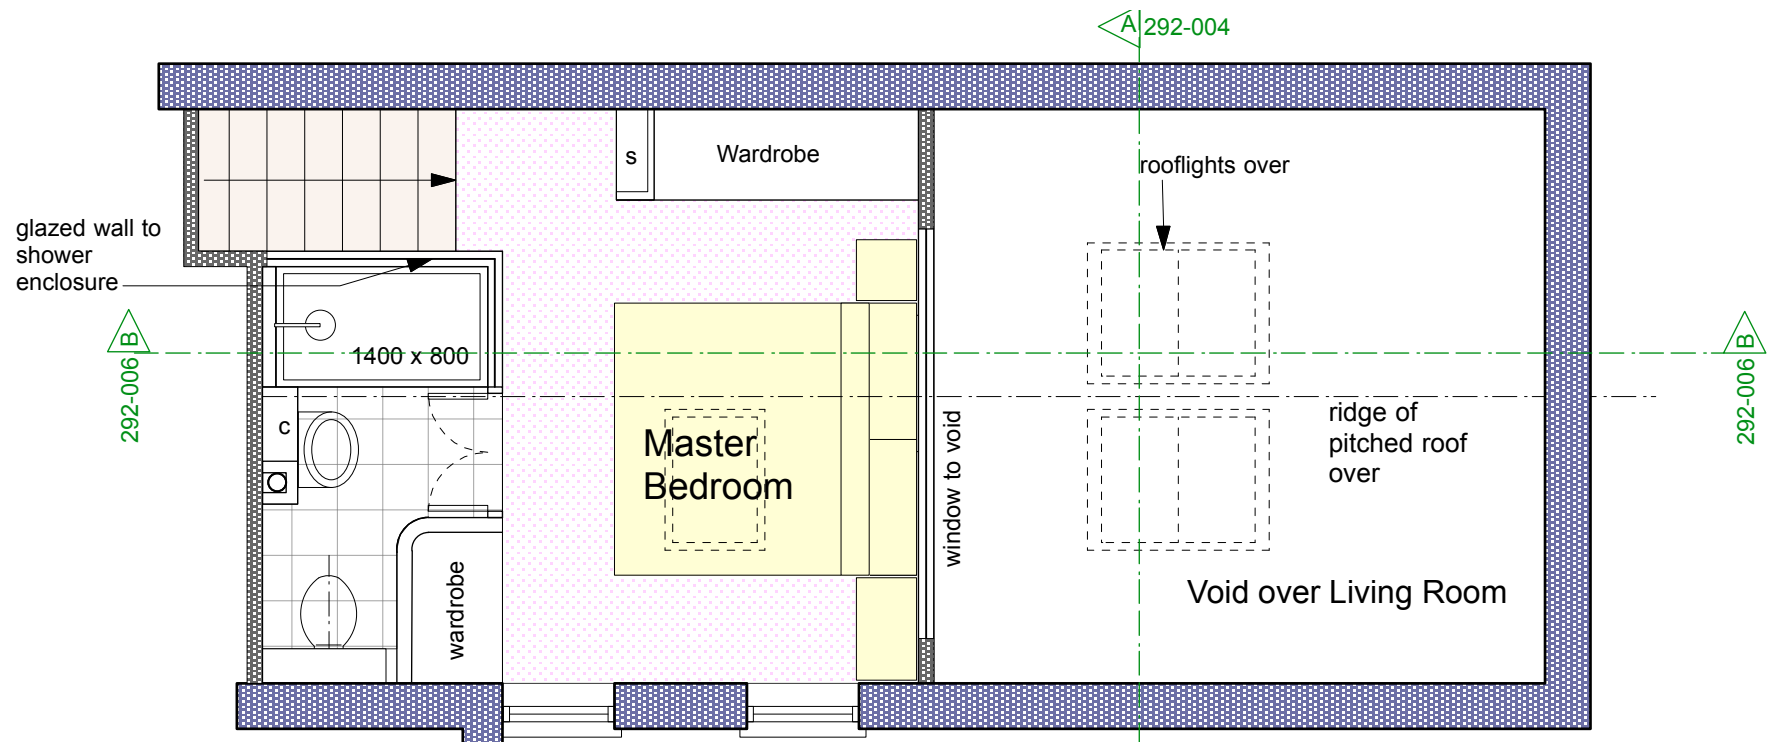 A 292-004
rooflights over
s
Wardrobe
glazed wall to
shower
enclosure
1400 x 800
B
292-006
B
292-006
c
Master
Bedroom
window to void
ridge of
pitched roof
over
wardrobe
Void over Living Room